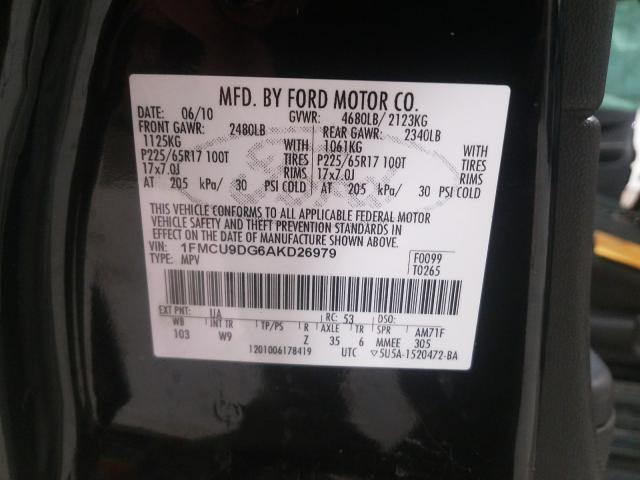 MFD. BY FORD MOTOR CO.
DATE: 06/10 GVWR: 4680LB/ 2123KG
FRONT GAWR: 2480LB REAR GAWR: 2340LB
1125KG WITH 1061KG WITH
P225/65R17 100T TIRES P225/65R17 100T TIRES
17x7.0J RIMS 17x7.0J RIMS
AT 205 kPa/ 30 PSI COLD AT 205 kPa/ 30 PSI COLD
THIS VEHICLE CONFORMS TO ALL APPLICABLE FEDERAL MOTOR
VEHICLE SAFETY AND THEFT PREVENTION STANDARDS IN
EFFECT ON THE DATE OF MANUFACTURE SHOWN ABOVE.
VIN: 1FMCU9DG6AKD26979 F0099
TYPE: MPV T0265
EXT PNT: UA RC: 53 DSO:
WB INT TR TP/PS R AXLE TR SPR AM71F
103 W9 Z 35 6 MMEE 305
1201006178419 UTC ▽5U5A-1520472-BA